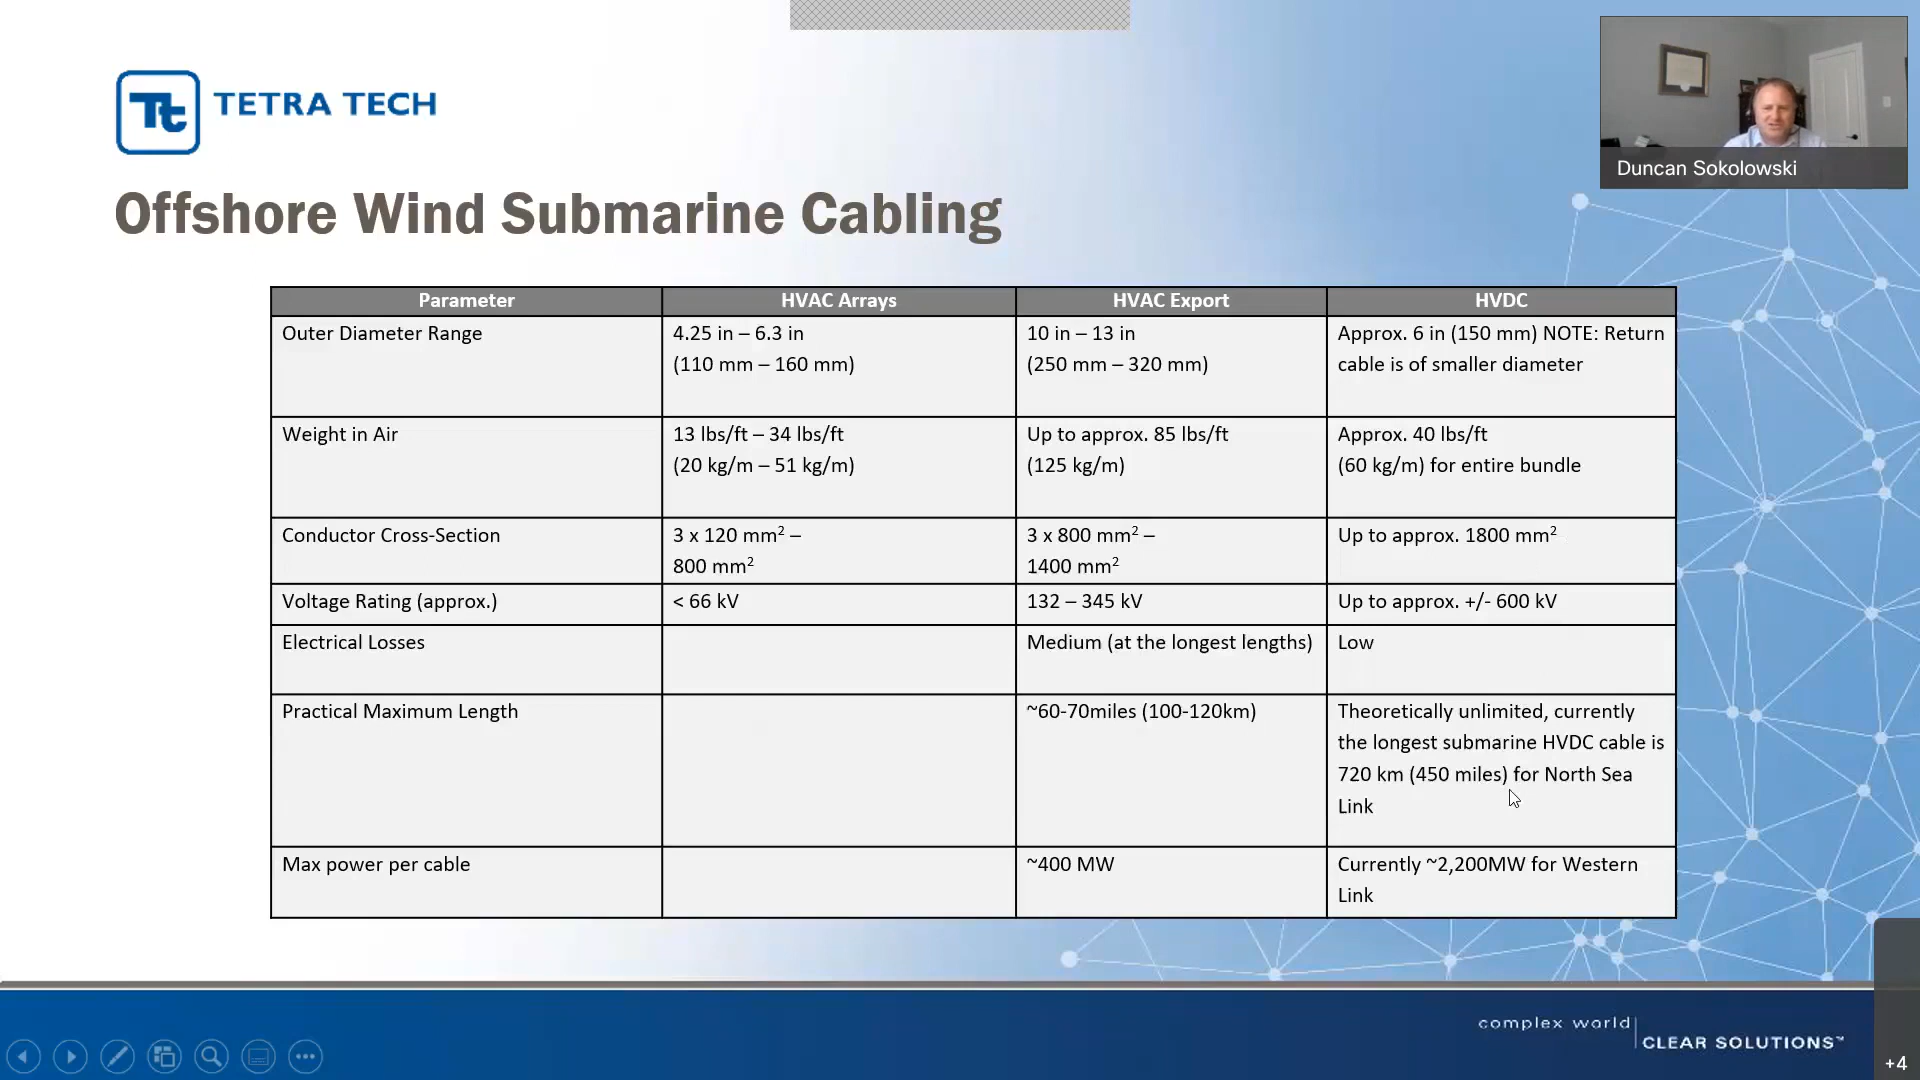 Tt TETRA TECH
Duncan Sokolowski
Offshore Wind Submarine Cabling
Parameter HVAC Arrays HVAC Export HVDC
Outer Diameter Range
4.25 in – 6.3 in
(110 mm – 160 mm)
10 in – 13 in
(250 mm – 320 mm)
Approx. 6 in (150 mm) NOTE: Return
cable is of smaller diameter
Weight in Air
13 lbs/ft – 34 lbs/ft
(20 kg/m – 51 kg/m)
Up to approx. 85 lbs/ft
(125 kg/m)
Approx. 40 lbs/ft
(60 kg/m) for entire bundle
Conductor Cross-Section
3 x 120 mm² –
800 mm²
3 x 800 mm² –
1400 mm²
Up to approx. 1800 mm²
Voltage Rating (approx.)
< 66 kV
132 – 345 kV
Up to approx. +/- 600 kV
Electrical Losses
Medium (at the longest lengths)
Low
Practical Maximum Length
~60-70miles (100-120km)
Theoretically unlimited, currently
the longest submarine HVDC cable is
720 km (450 miles) for North Sea
Link
Max power per cable
~400 MW
Currently ~2,200MW for Western
Link
complex world
CLEAR SOLUTIONS™
+4